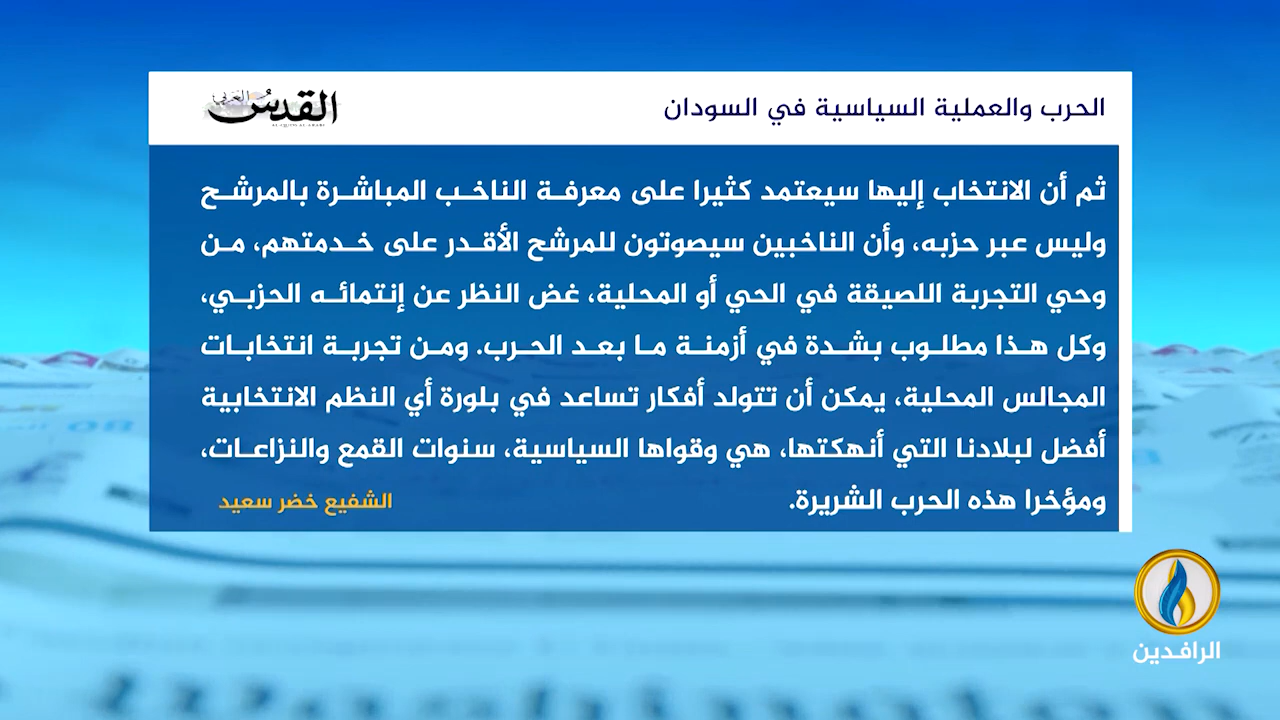 الحرب والعملية السياسية في السودان
القدس العربي
ثم أن الانتخاب إليها سيعتمد كثيرا على معرفة الناخب المباشرة بالمرشح
وليس عبر حزبه، وأن الناخبين سيصوتون للمرشح الأقدر على خدمتهم، من
وحي التجربة اللصيقة في الحي أو المحلية، غض النظر عن إنتمائه الحزبي،
وكل هذا مطلوب بشدة في أزمنة ما بعد الحرب. ومن تجربة انتخابات
المجالس المحلية، يمكن أن تتولد أفكار تساعد في بلورة أي النظم الانتخابية
أفضل لبلادنا التي أنهكتها، هي وقواها السياسية، سنوات القمع والنزاعات،
ومؤخرا هذه الحرب الشريرة.
الشفيع خضر سعيد
الرافدين